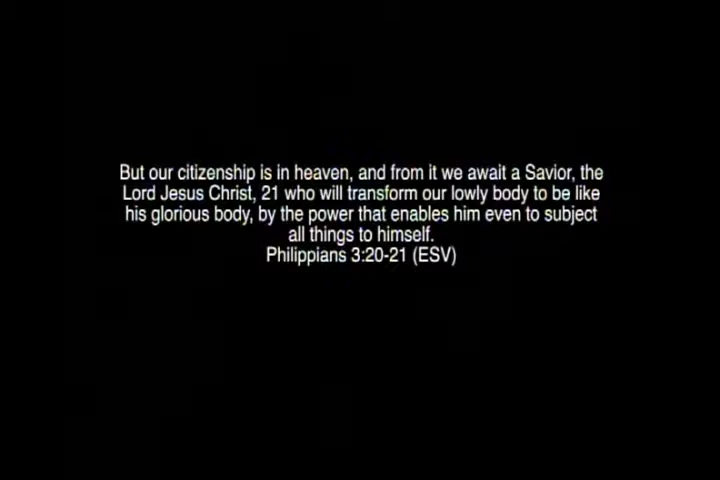 But our citizenship is in heaven, and from it we await a Savior, the
Lord Jesus Christ, 21 who will transform our lowly body to be like
his glorious body, by the power that enables him even to subject
all things to himself.
Philippians 3:20-21 (ESV)